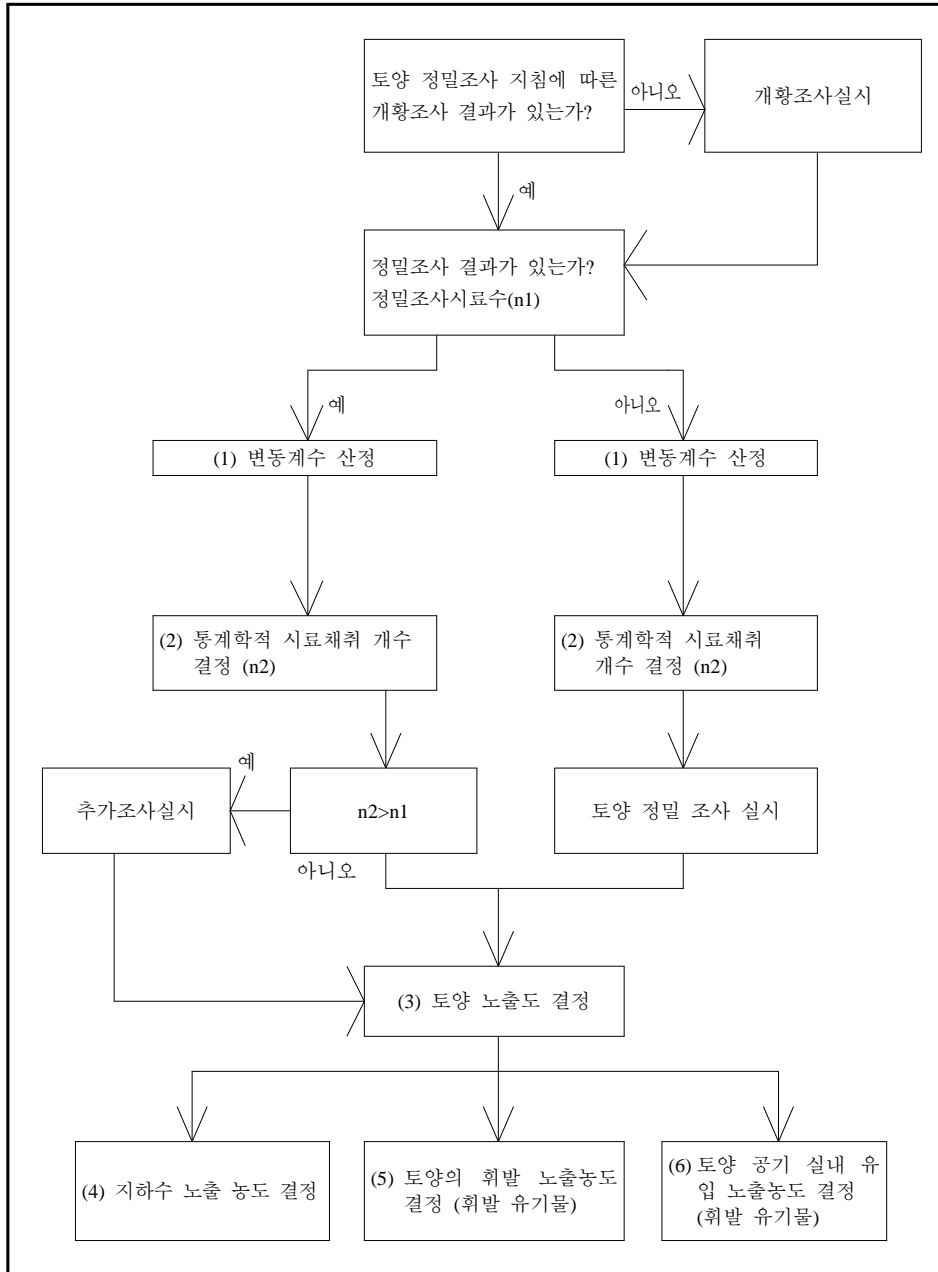 토양 정밀조사 지침에 따른
개황조사 결과가 있는가?
아니오
개황조사실시
예
정밀조사 결과가 있는가?
정밀조사시료수(n1)
예
아니오
(1) 변동계수 산정
(1) 변동계수 산정
(2) 통계학적 시료채취 개수
결정 (n2)
(2) 통계학적 시료채취
개수 결정 (n2)
예
추가조사실시
n2>n1
토양 정밀 조사 실시
아니오
(3) 토양 노출도 결정
(4) 지하수 노출 농도 결정
(5) 토양의 휘발 노출농도
결정 (휘발 유기물)
(6) 토양 공기 실내 유
입 노출농도 결정
(휘발 유기물)